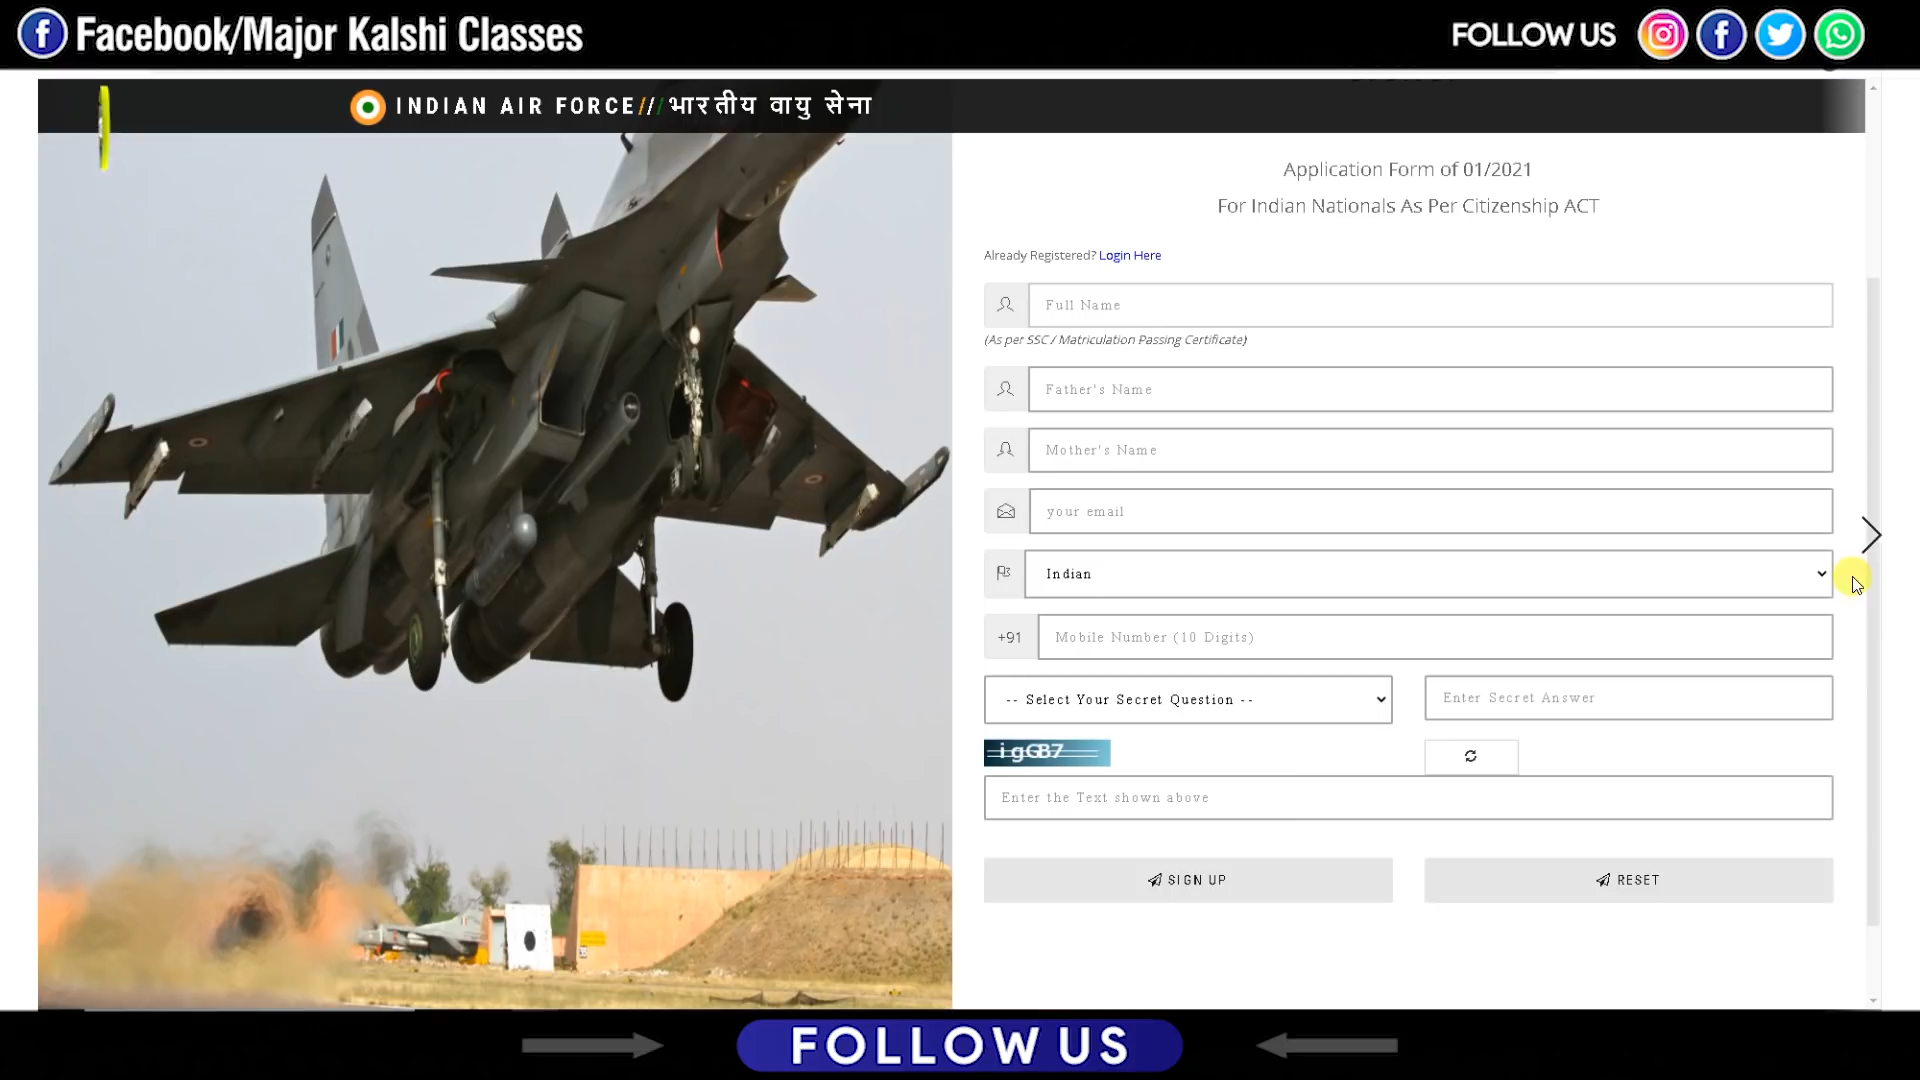 Facebook/Major Kalshi Classes
FOLLOW US
INDIAN AIR FORCE///भारतीय वायु सेना
Application Form of 01/2021
For Indian Nationals As Per Citizenship ACT
Already Registered? Login Here
Full Name
(As per SSC / Matriculation Passing Certificate)
Father's Name
Mother's Name
your email
Indian
+91 Mobile Number (10 Digits)
-- Select Your Secret Question --
Enter Secret Answer
igGB7
Enter the Text shown above
SIGN UP
RESET
FOLLOW US